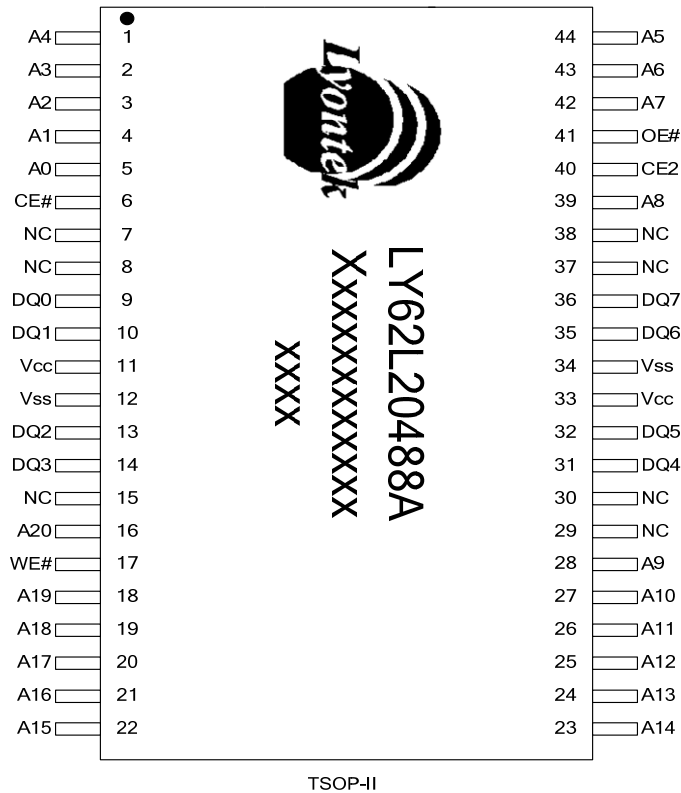 A4 1 44 A5
A3 2 43 A6
A2 3 42 A7
A1 4 41 OE#
A0 5 40 CE2
CE# 6 39 A8
NC 7 38 NC
NC 8 37 NC
DQ0 9 36 DQ7
DQ1 10 35 DQ6
Vcc 11 34 Vss
Vss 12 33 Vcc
DQ2 13 32 DQ5
DQ3 14 31 DQ4
NC 15 30 NC
A20 16 29 NC
WE# 17 28 A9
A19 18 27 A10
A18 19 26 A11
A17 20 25 A12
A16 21 24 A13
A15 22 23 A14
Lyontek
LY62L20488A
Xxxxxxxxxxxx
xxxx
TSOP-II